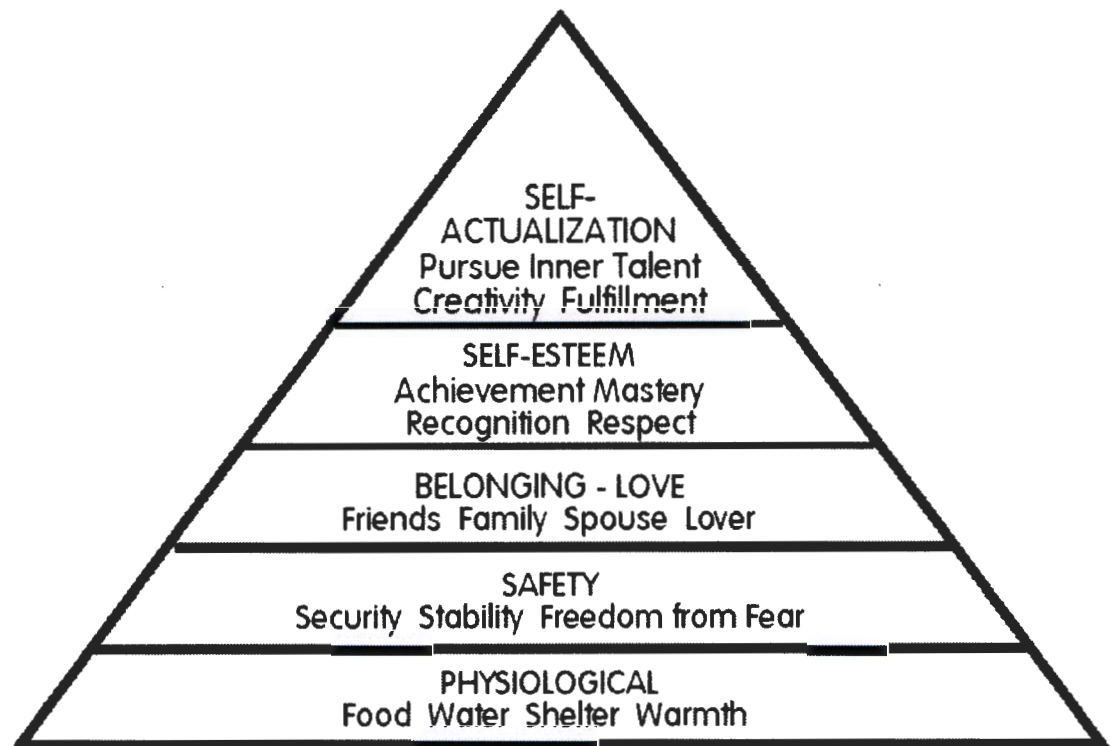 SELF-
ACTUALIZATION
Pursue Inner Talent
Creativity Fulfillment
SELF-ESTEEM
Achievement Mastery
Recognition Respect
BELONGING - LOVE
Friends Family Spouse Lover
SAFETY
Security Stability Freedom from Fear
PHYSIOLOGICAL
Food Water Shelter Warmth